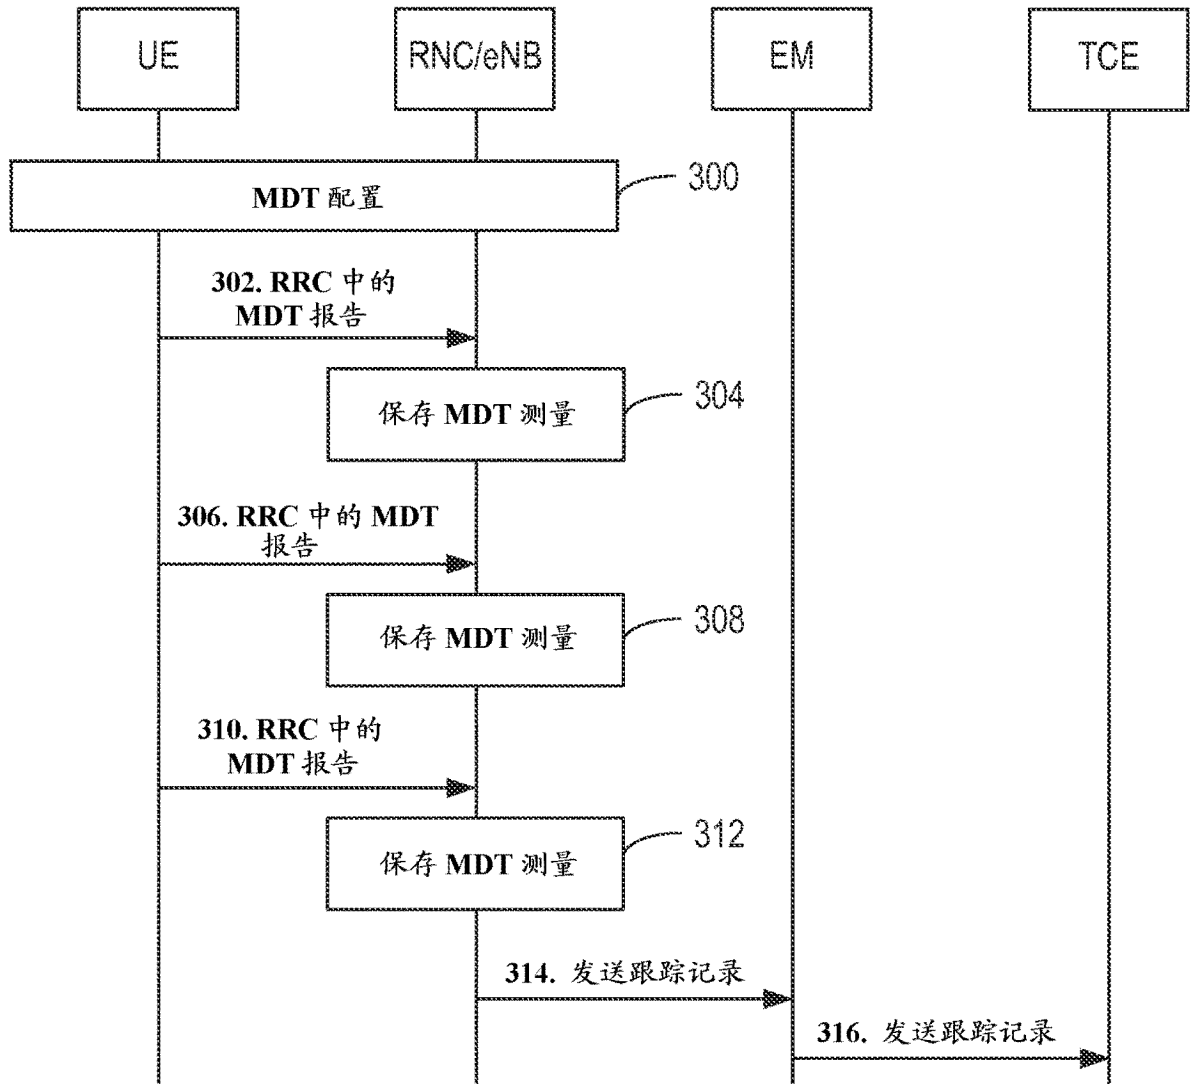 UE
RNC/eNB
EM
TCE
MDT 配置
300
302. RRC 中的
MDT 报告
保存 MDT 测量
304
306. RRC 中的 MDT
报告
保存 MDT 测量
308
310. RRC 中的
MDT 报告
保存 MDT 测量
312
314. 发送跟踪记录
316. 发送跟踪记录